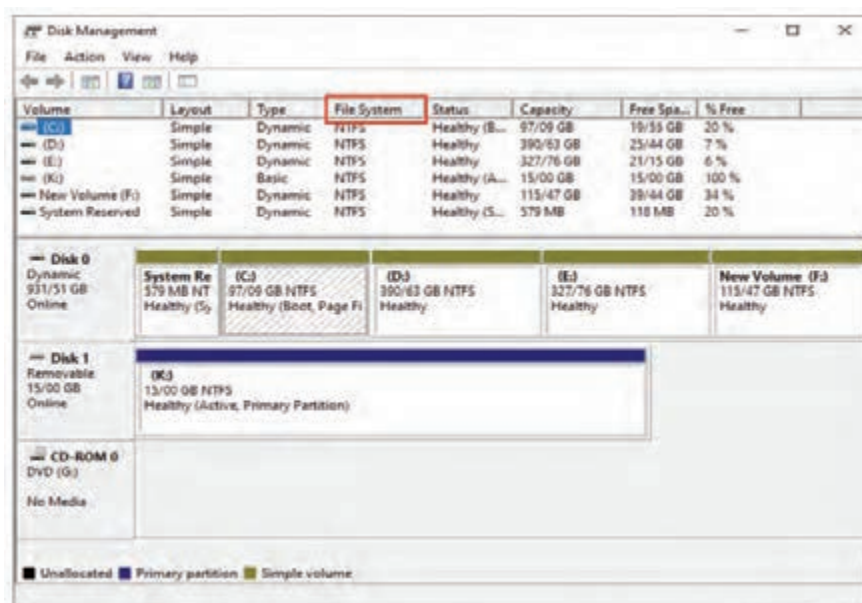 Disk Management
File Action View Help
Volume Layout Type File System Status Capacity Free Spa... % Free
(C:) Simple Dynamic NTFS Healthy (B... 97/09 GB 19/55 GB 20 %
(D:) Simple Dynamic NTFS Healthy 390/63 GB 25/44 GB 7 %
(E:) Simple Dynamic NTFS Healthy 327/76 GB 21/15 GB 6 %
(K:) Simple Basic NTFS Healthy (A... 15/00 GB 15/00 GB 100 %
New Volume (F:) Simple Dynamic NTFS Healthy 115/47 GB 39/44 GB 34 %
System Reserved Simple Dynamic NTFS Healthy (S... 579 MB 118 MB 20 %
Disk 0
Dynamic
931/51 GB
Online
System Re
579 MB NT
Healthy (Sy
(C:)
97/09 GB NTFS
Healthy (Boot, Page Fi
(D:)
390/63 GB NTFS
Healthy
(E:)
327/76 GB NTFS
Healthy
New Volume (F:)
115/47 GB NTFS
Healthy
Disk 1
Removable
15/00 GB
Online
(K:)
15/00 GB NTFS
Healthy (Active, Primary Partition)
CD-ROM 0
DVD (G:)
No Media
Unallocated Primary partition Simple volume